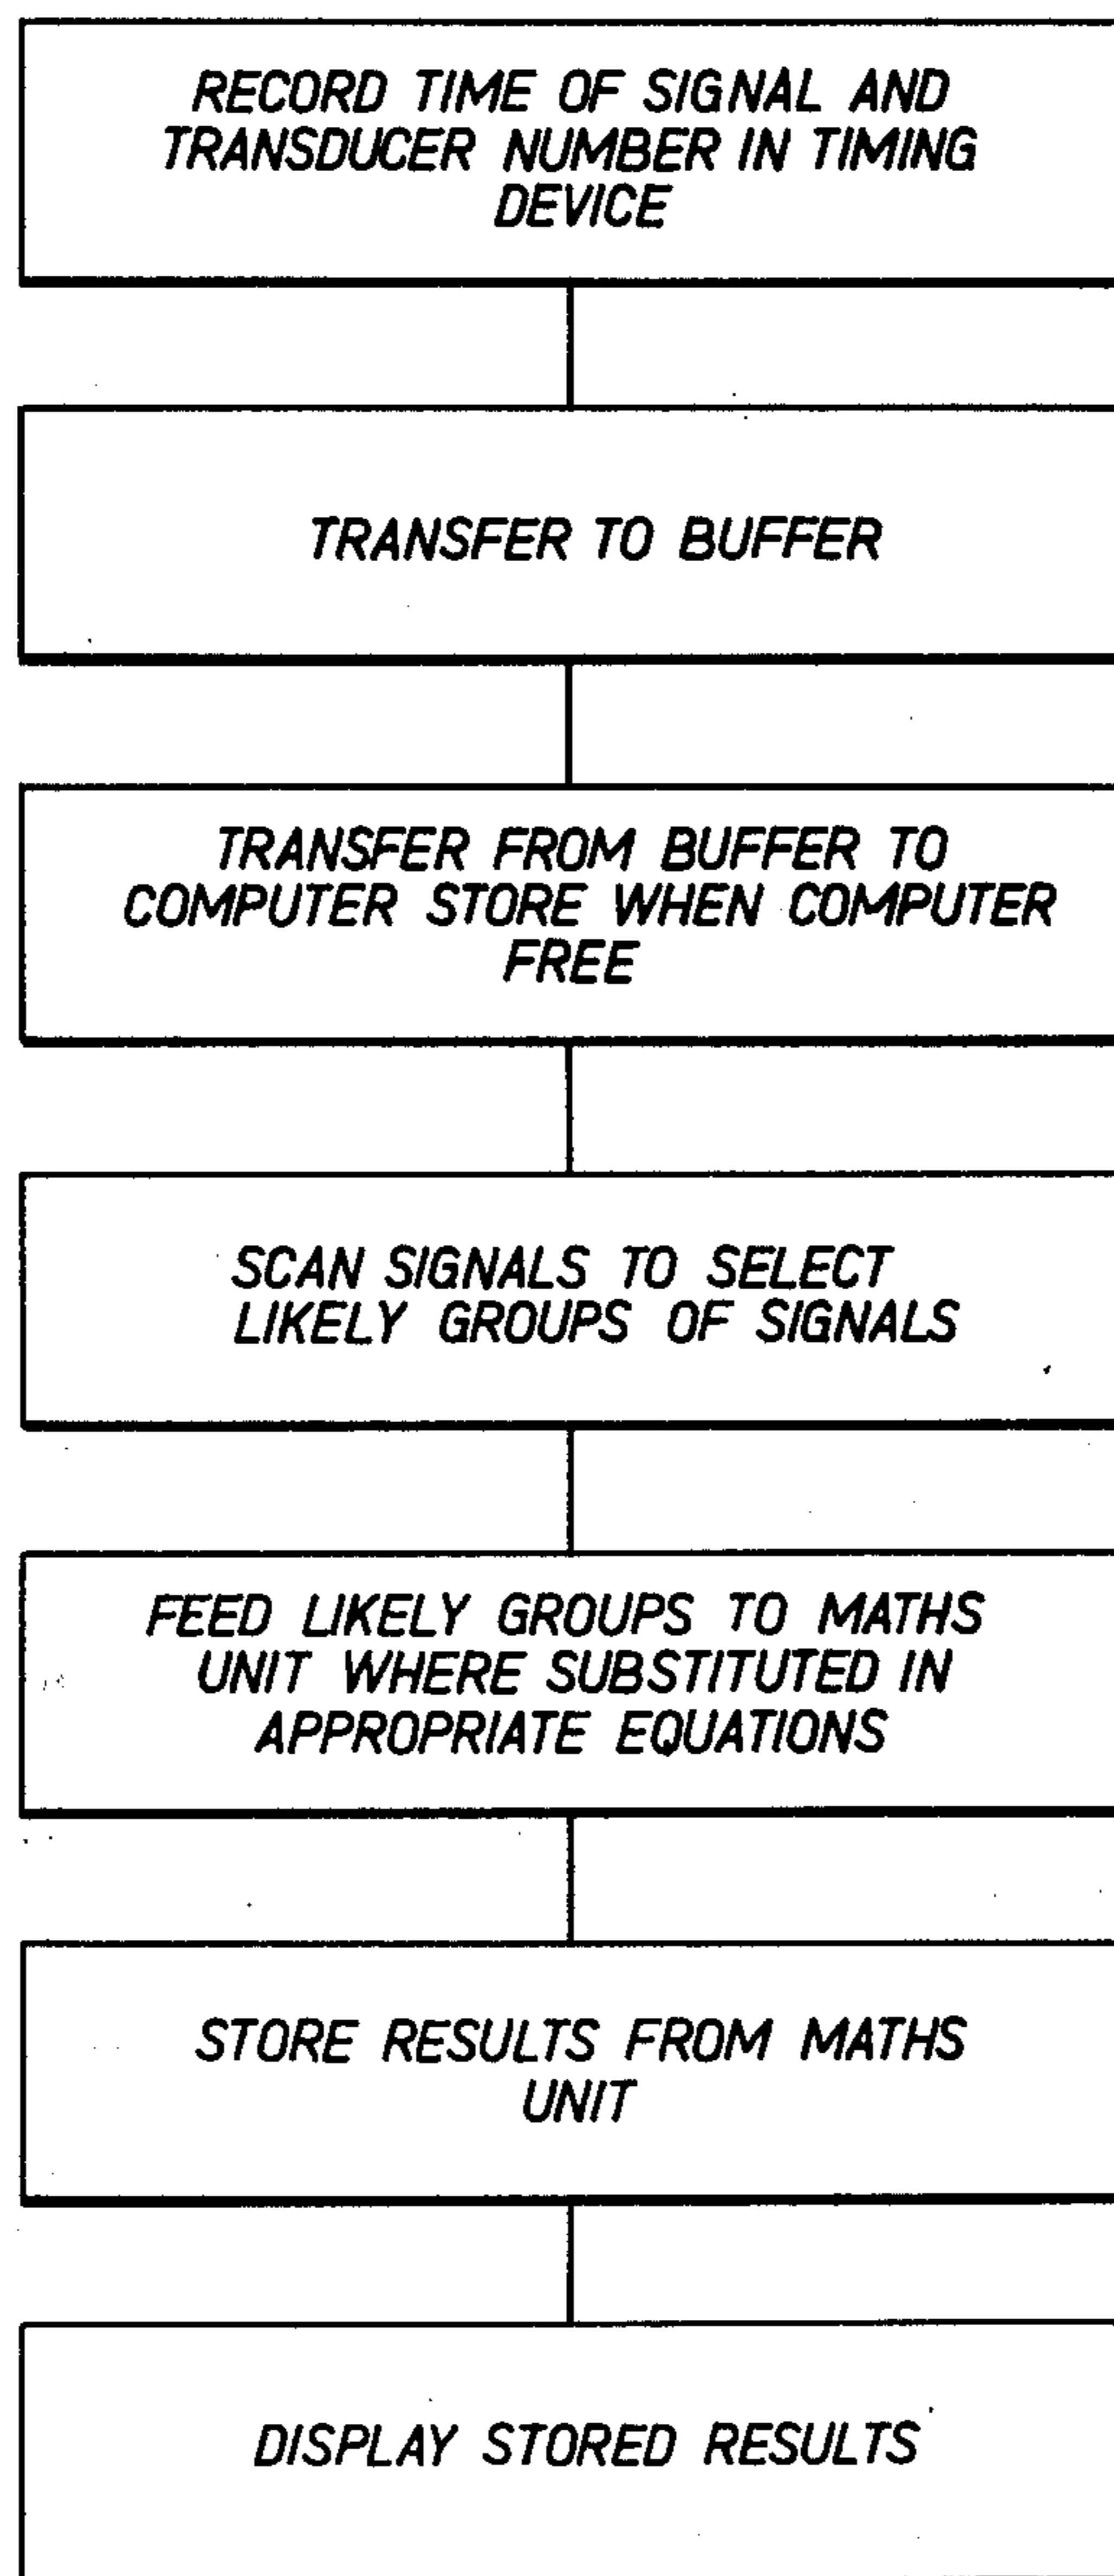 RECORD TIME OF SIGNAL AND
TRANSDUCER NUMBER IN TIMING
DEVICE
TRANSFER TO BUFFER
TRANSFER FROM BUFFER TO
COMPUTER STORE WHEN COMPUTER
FREE
SCAN SIGNALS TO SELECT
LIKELY GROUPS OF SIGNALS
FEED LIKELY GROUPS TO MATHS
UNIT WHERE SUBSTITUTED IN
APPROPRIATE EQUATIONS
STORE RESULTS FROM MATHS
UNIT
DISPLAY STORED RESULTS